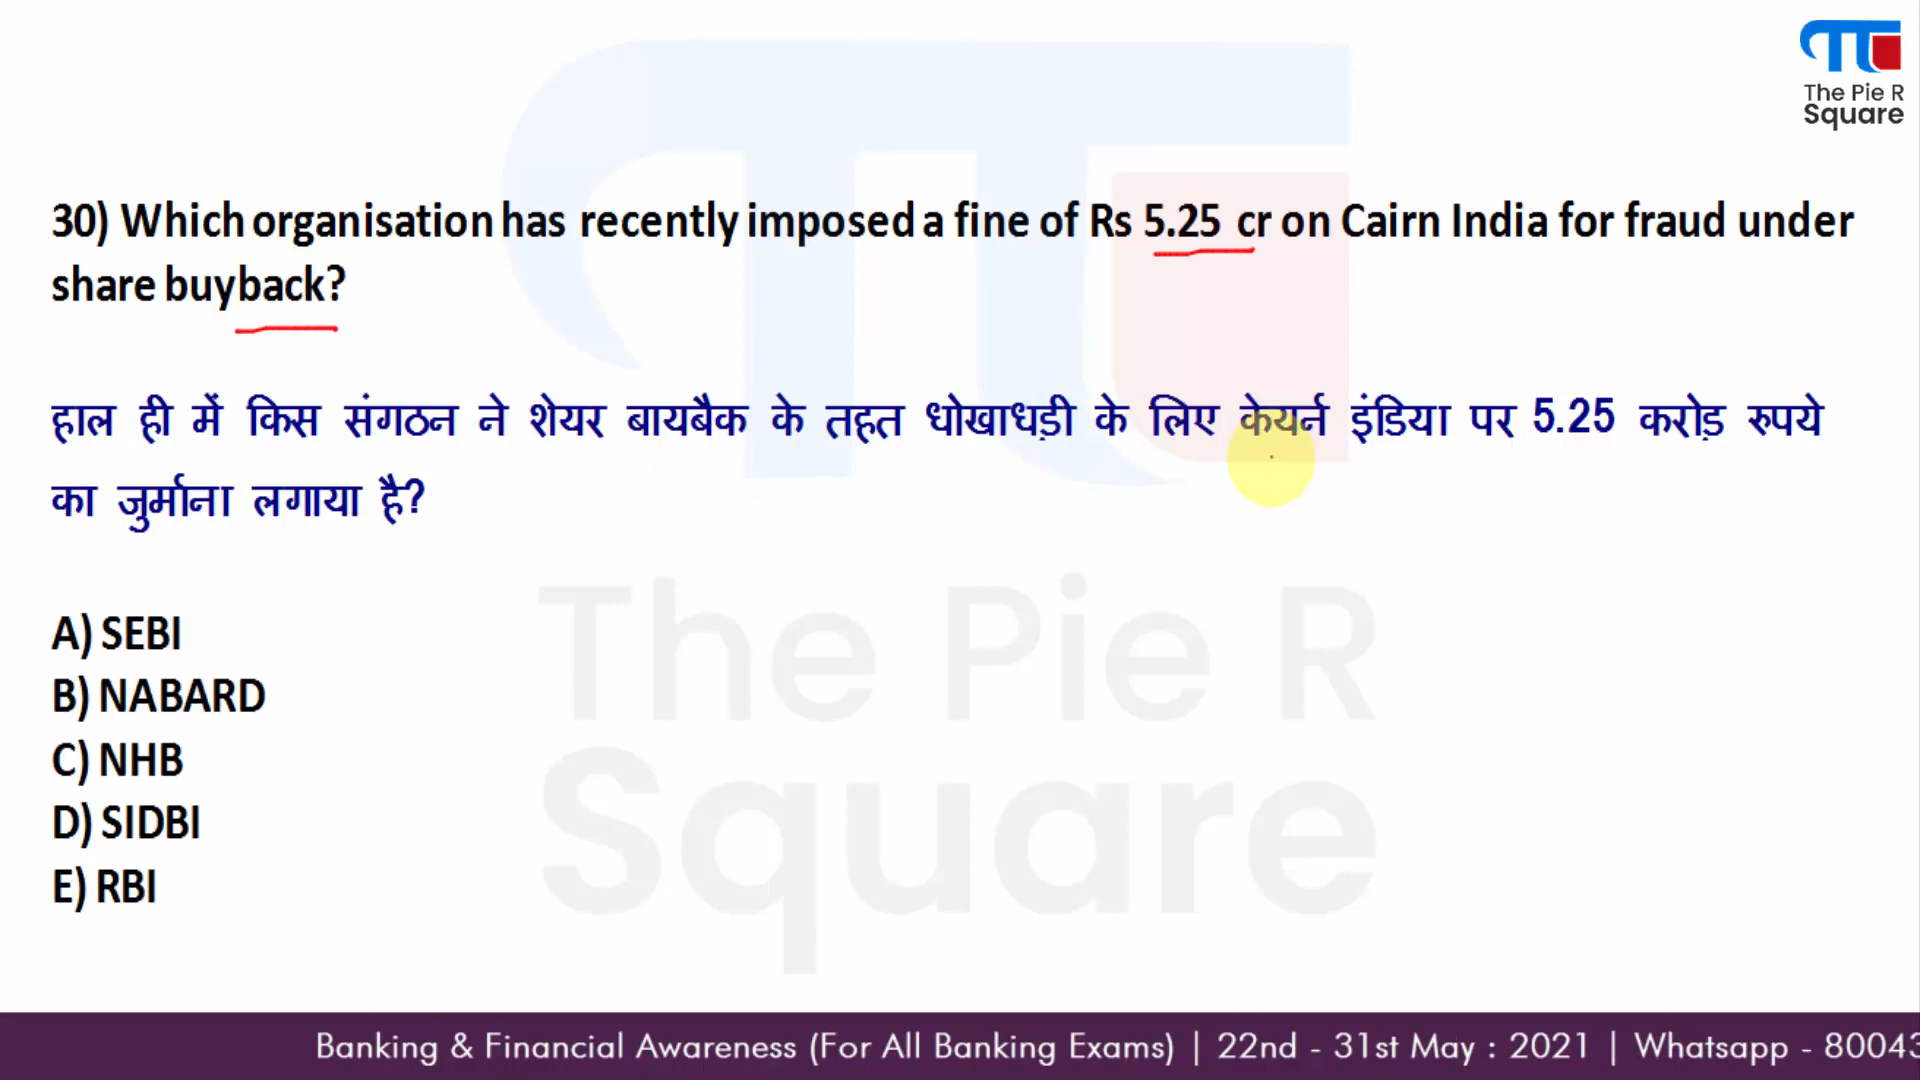 The Pie R
Square
30) Which organisation has recently imposed a fine of Rs 5.25 cr on Cairn India for fraud under
share buyback?
हाल ही में किस संगठन ने शेयर बायबैक के तहत धोखाधड़ी के लिए केयर्न इंडिया पर 5.25 करोड़ रुपये
का जुर्माना लगाया है?
The Pie R
Square
A) SEBI
B) NABARD
C) NHB
D) SIDBI
E) RBI
Banking & Financial Awareness (For All Banking Exams) | 22nd - 31st May : 2021 | Whatsapp - 80043